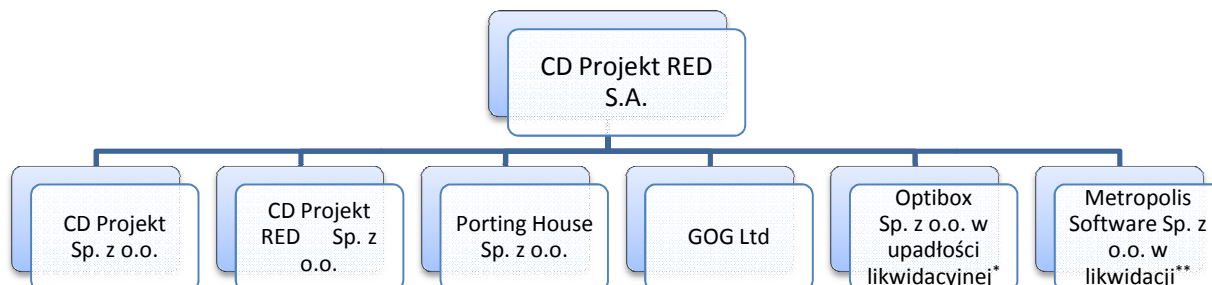 CD Projekt RED
S.A.
CD Projekt
Sp. z o.o.
CD Projekt
RED Sp. z
o.o.
Porting House
Sp. z o.o.
GOG Ltd
Optibox
Sp. z o.o. w
upadłości
likwidacyjnej*
Metropolis
Software Sp. z
o.o. w
likwidacji**